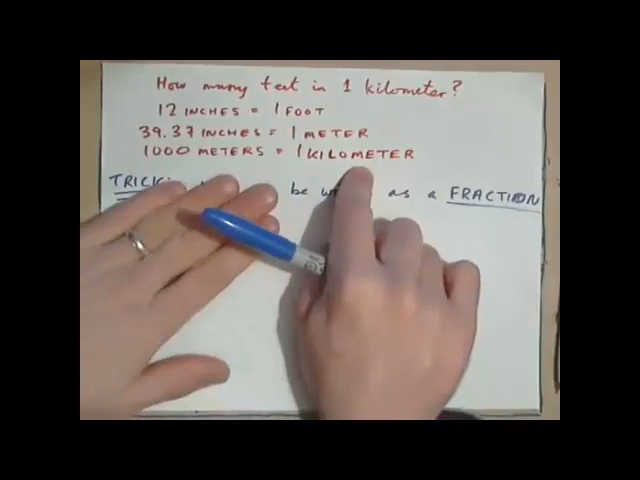 How many feet in 1 kilometer?
12 INCHES = 1 FOOT
39.37 INCHES = 1 METER
1000 METERS = 1 KILOMETER
be as a FRACTION